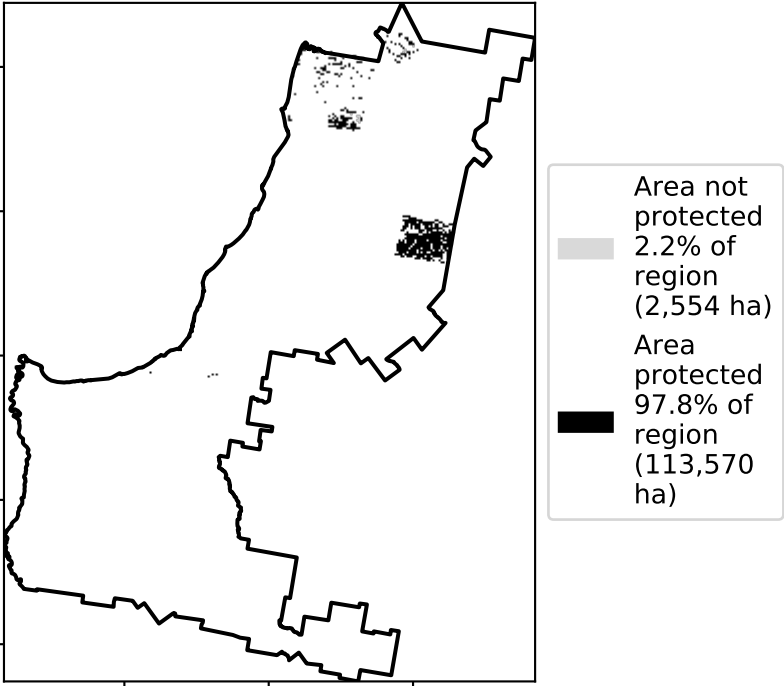 Area not
protected
2.2% of
region
(2,554 ha)
Area
protected
97.8% of
region
(113,570
ha)